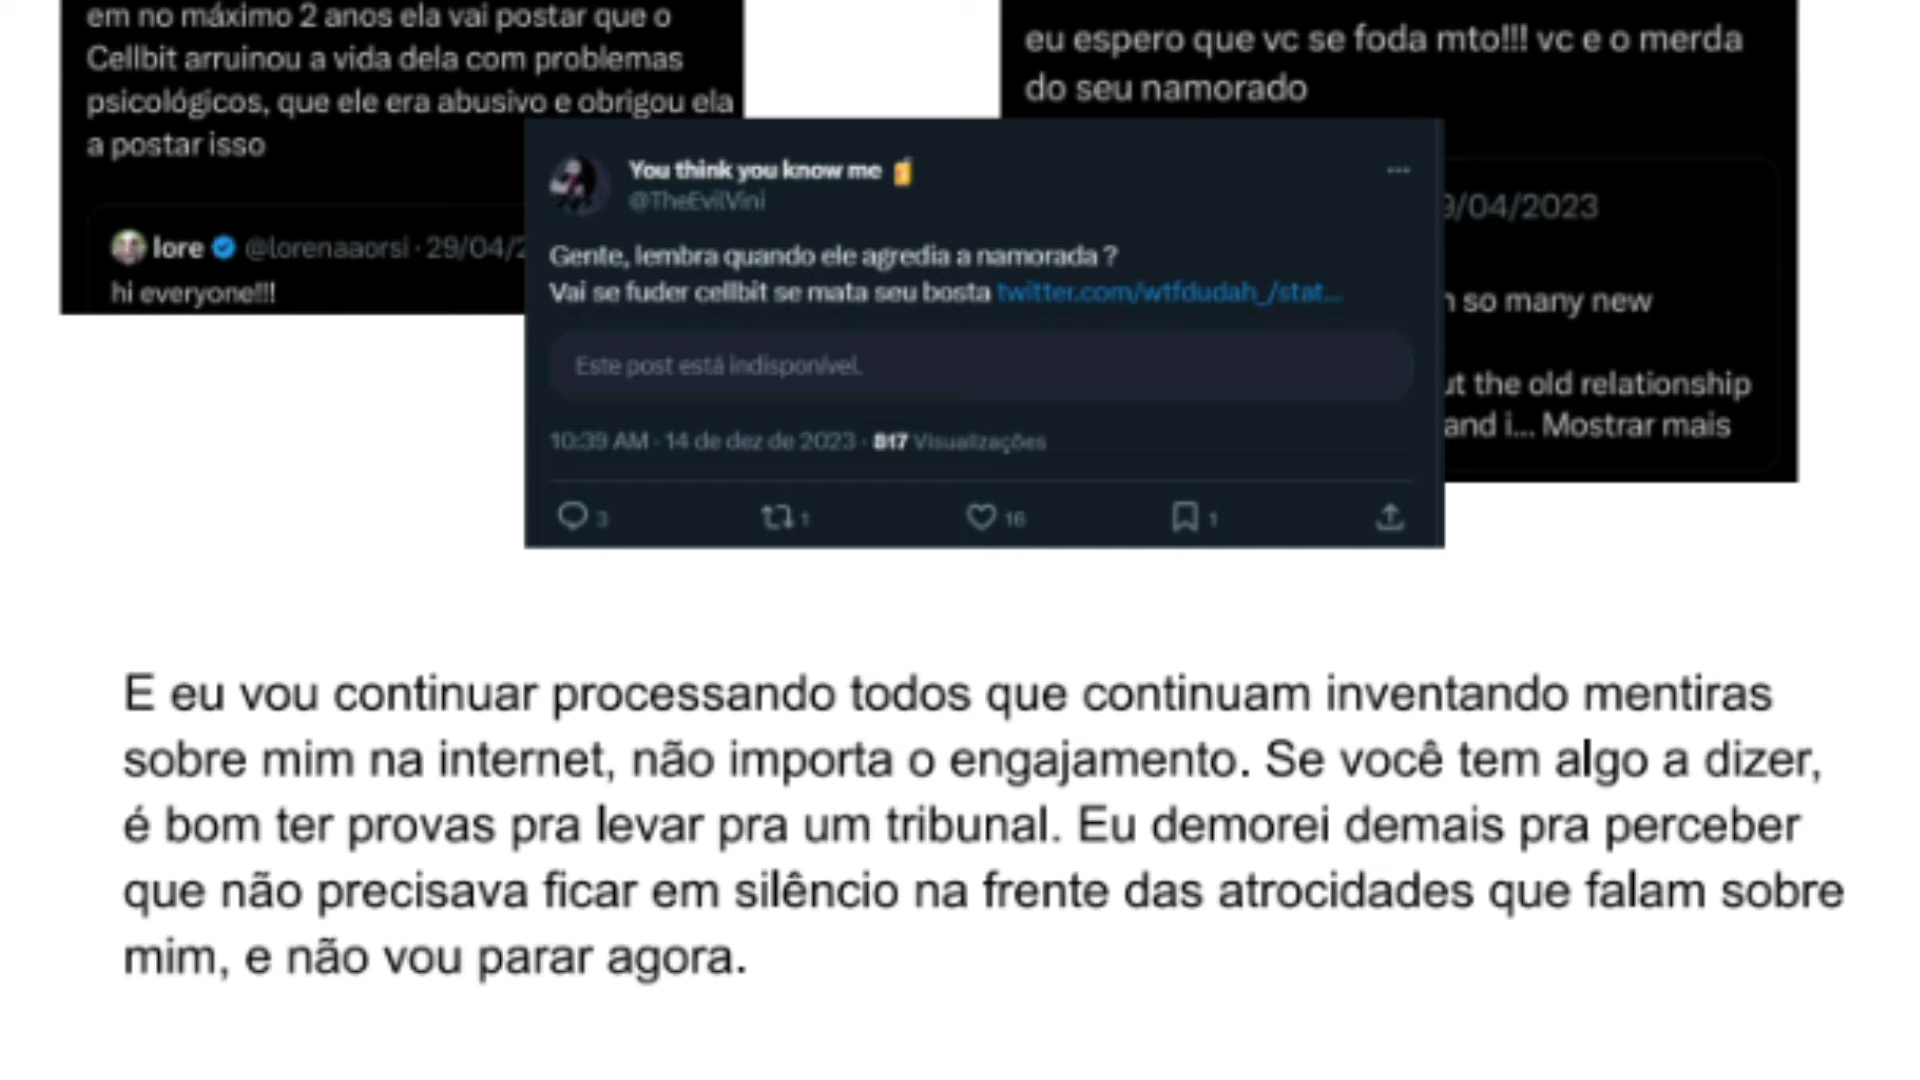 em no máximo 2 anos ela vai postar que o
Cellbit arruinou a vida dela com problemas
psicológicos, que ele era abusivo e obrigou ela
a postar isso
lore @lorenaaorsi · 29/04/2
hi everyone!!!
eu espero que vc se foda mto!!! vc e o merda
do seu namorado
9/04/2023
so many new
the old relationship
and i... Mostrar mais
You think you know me
@TheEvilVini
Gente, lembra quando ele agredia a namorada ?
Vai se fuder cellbit se mata seu bosta twitter.com/wtfdudah_/stat...
Este post está indisponível.
10:39 AM · 14 de dez de 2023 · 817 Visualizações
3 1 16 1
E eu vou continuar processando todos que continuam inventando mentiras
sobre mim na internet, não importa o engajamento. Se você tem algo a dizer,
é bom ter provas pra levar pra um tribunal. Eu demorei demais pra perceber
que não precisava ficar em silêncio na frente das atrocidades que falam sobre
mim, e não vou parar agora.